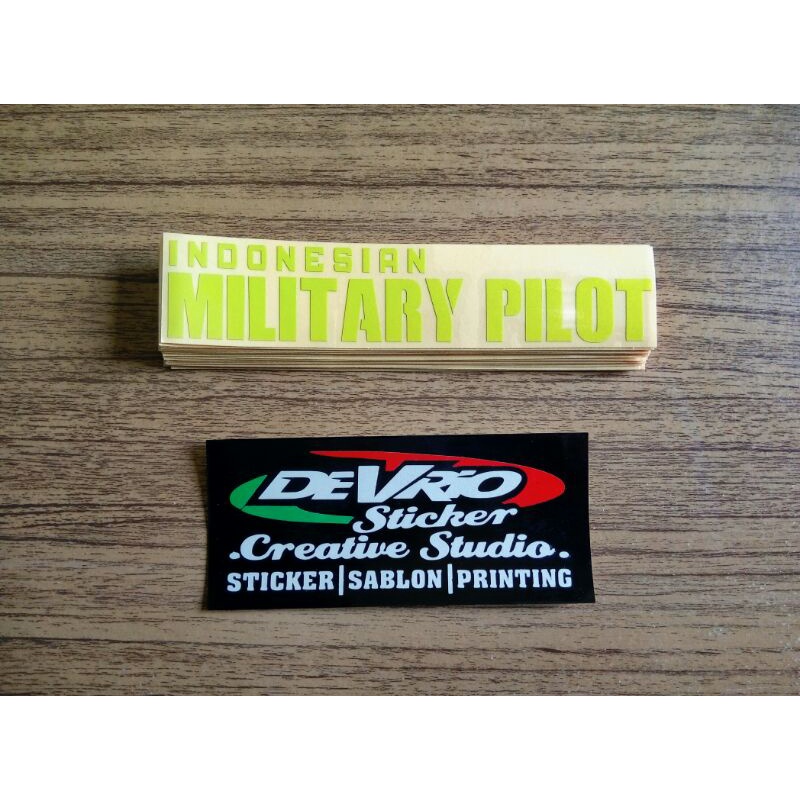 INDONESIAN
MILITARY PILOT
DEVRIO
Sticker
.Creative Studio.
STICKER|SABLON|PRINTING